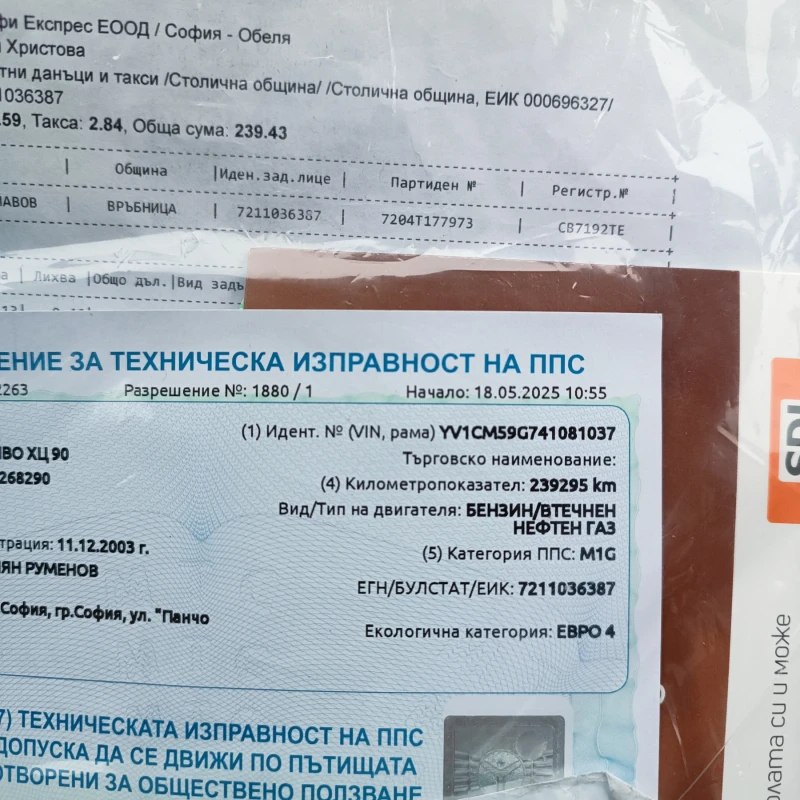 фи Експрес ЕООД / София - Обеля
Христова
тни данъци и такси /Столична община/ /Столична община, ЕИК 000696327/
1036387
.59, Такса: 2.84, Обща сума: 239.43
| Община |Иден.зад.лице | Партиден № | Регистр.№ |
ЛАВОВ | ВРЪБНИЦА | 7211036387 | 7204Т177973 | СВ7192ТЕ |
а | Лихва |Общо дъл.|Вид задъ
ЕНИЕ ЗА ТЕХНИЧЕСКА ИЗПРАВНОСТ НА ППС
2263 Разрешение №: 1880 / 1 Начало: 18.05.2025 10:55
(1) Идент. № (VIN, рама) YV1CM59G741081037
ЛВО ХЦ 90
Търговско наименование:
268290
(4) Километропоказател: 239295 km
Вид/Тип на двигателя: БЕНЗИН/ВТЕЧНЕН
НЕФТЕН ГАЗ
трация: 11.12.2003 г.
(5) Категория ППС: M1G
ЯН РУМЕНОВ
ЕГН/БУЛСТАТ/ЕИК: 7211036387
София, гр.София, ул. "Панчо
Екологична категория: ЕВРО 4
7) ТЕХНИЧЕСКАТА ИЗПРАВНОСТ НА ППС
ДОПУСКА ДА СЕ ДВИЖИ ПО ПЪТИЩАТА
ОТВОРЕНИ ЗА ОБЩЕСТВЕНО ПОЛЗВАНЕ
SDI
олата си и може